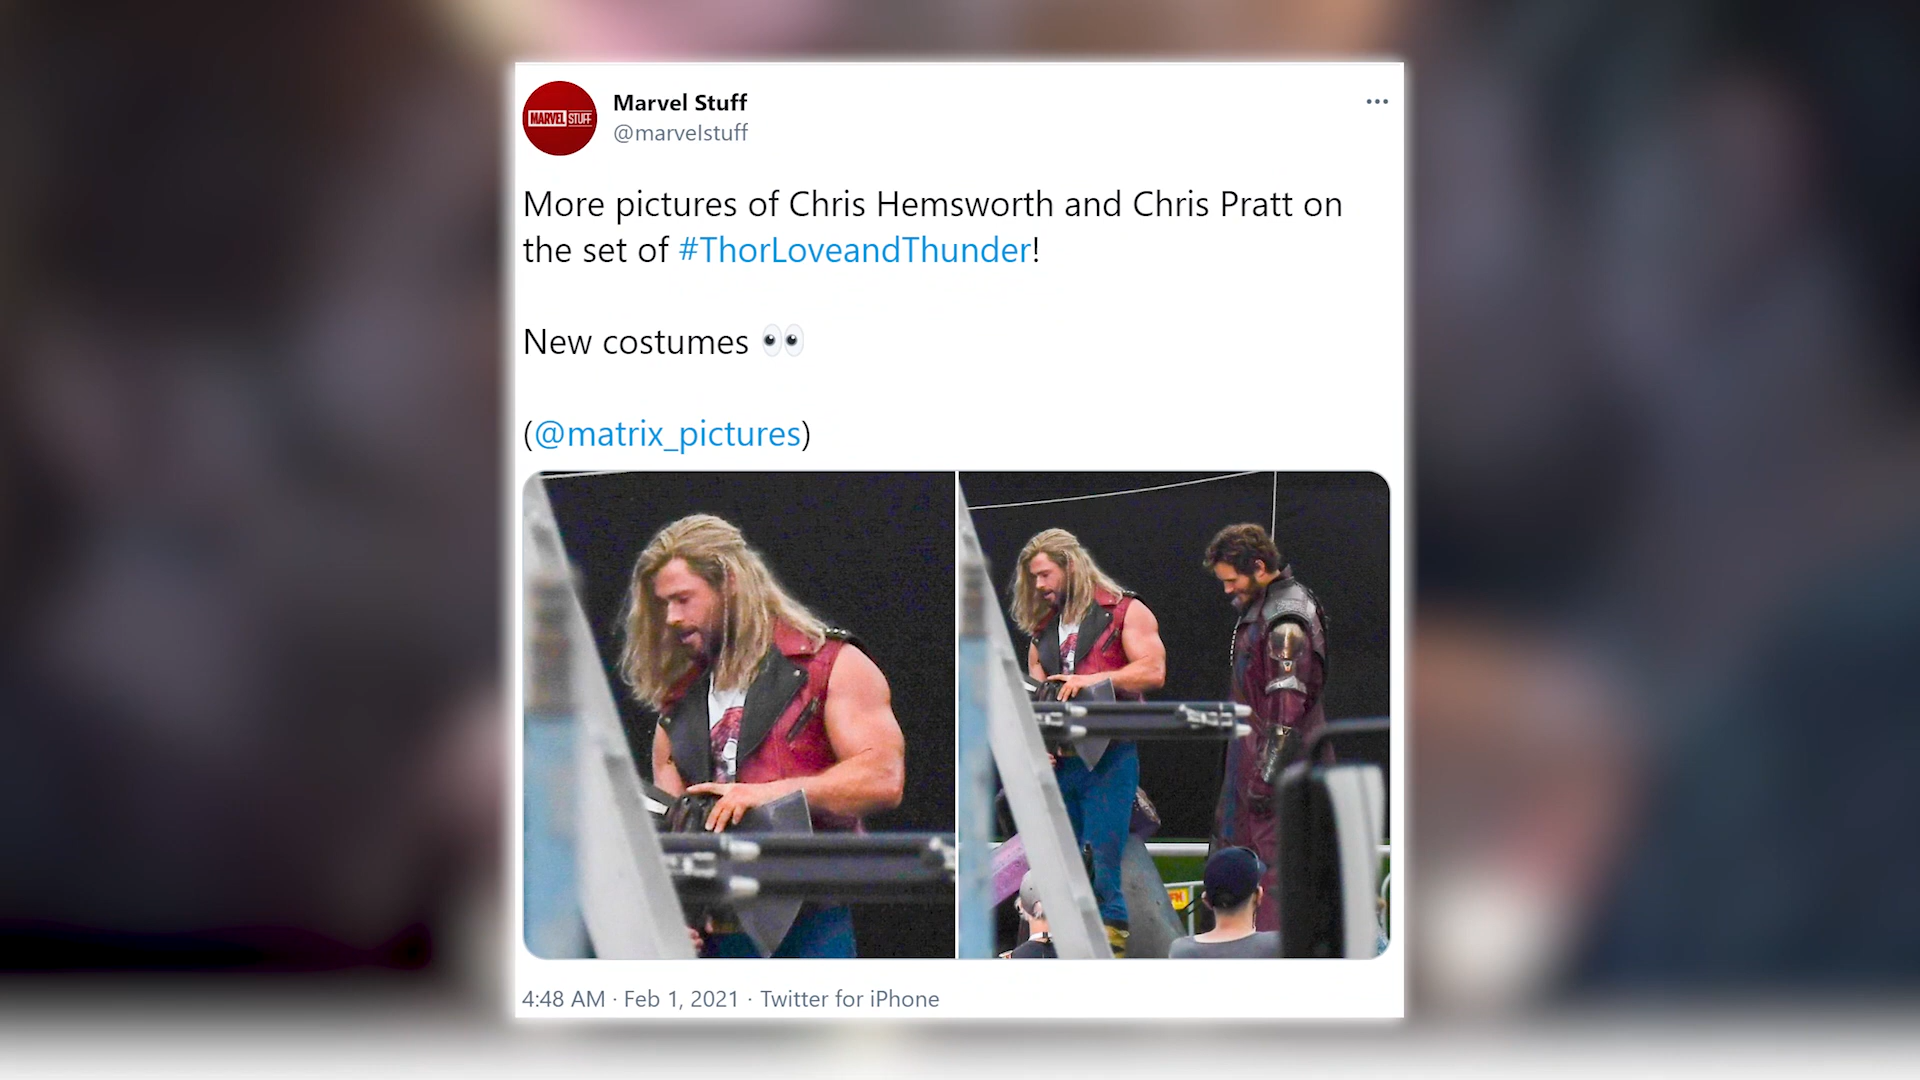 MARVEL STUFF
Marvel Stuff
@marvelstuff
More pictures of Chris Hemsworth and Chris Pratt on
the set of #ThorLoveandThunder!
New costumes 👀
(@matrix_pictures)
4:48 AM · Feb 1, 2021 · Twitter for iPhone